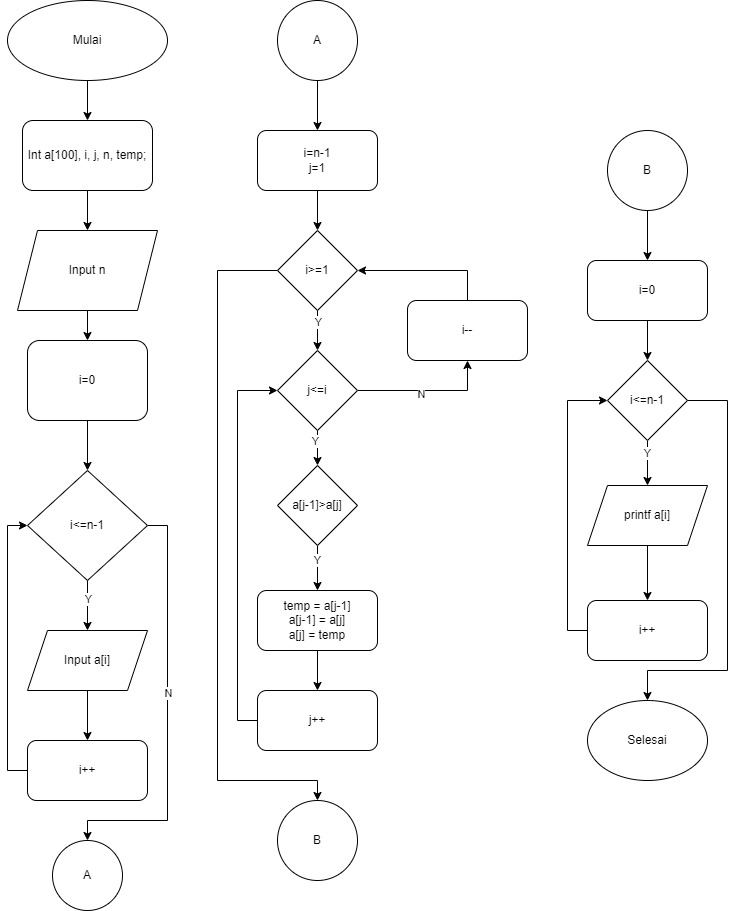 Mulai
Int a[100], i, j, n, temp;
Input n
i=0
i<=n-1
Y
Input a[i]
N
i++
A
A
i=n-1
j=1
i>=1
Y
i--
j<=i
N
Y
a[j-1]>a[j]
Y
temp = a[j-1]
a[j-1] = a[j]
a[j] = temp
j++
B
B
i=0
i<=n-1
Y
printf a[i]
i++
Selesai